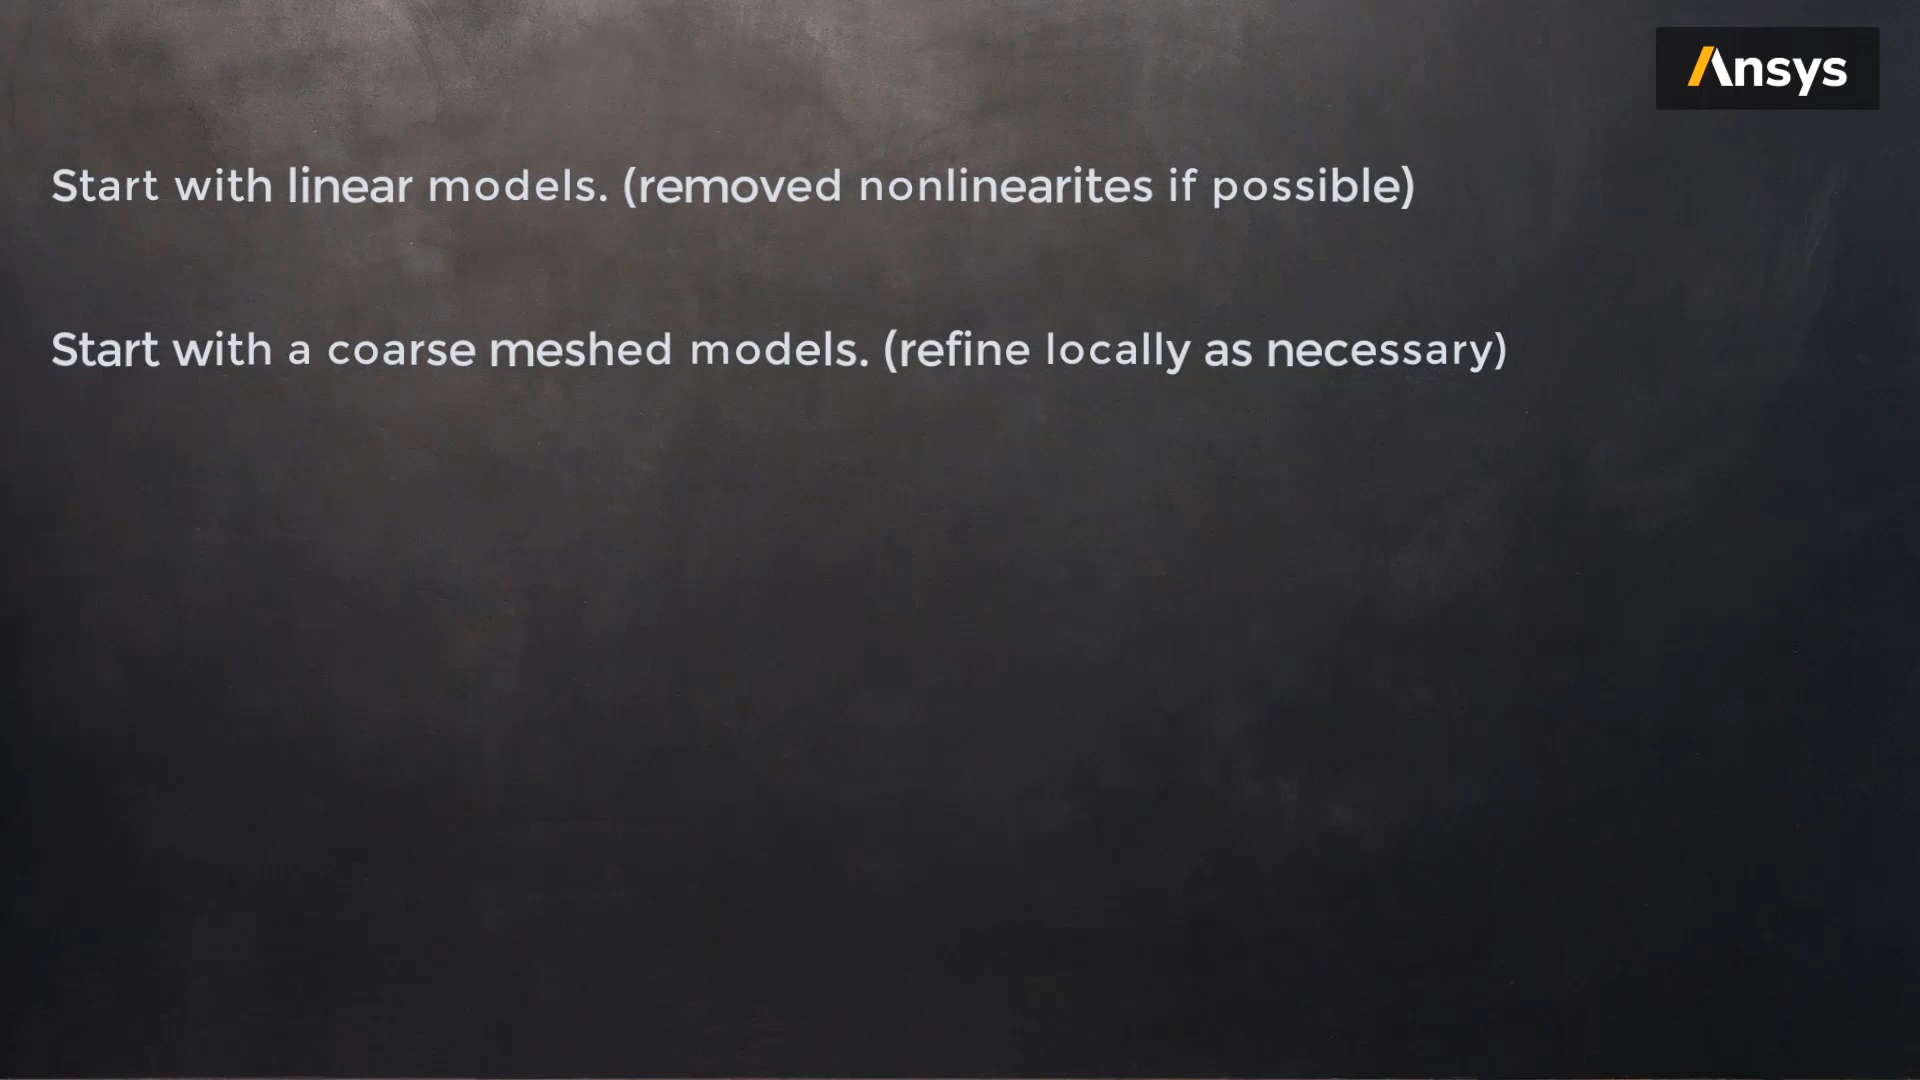 Ansys
Start with linear models. (removed nonlinearites if possible)
Start with a coarse meshed models. (refine locally as necessary)